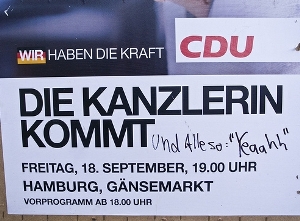 WIR HABEN DIE KRAFT
CDU
DIE KANZLERIN
KOMMT und Alle so: "Yeaahh"
FREITAG, 18. SEPTEMBER, 19.00 UHR
HAMBURG, GÄNSEMARKT
VORPROGRAMM AB 18.00 UHR